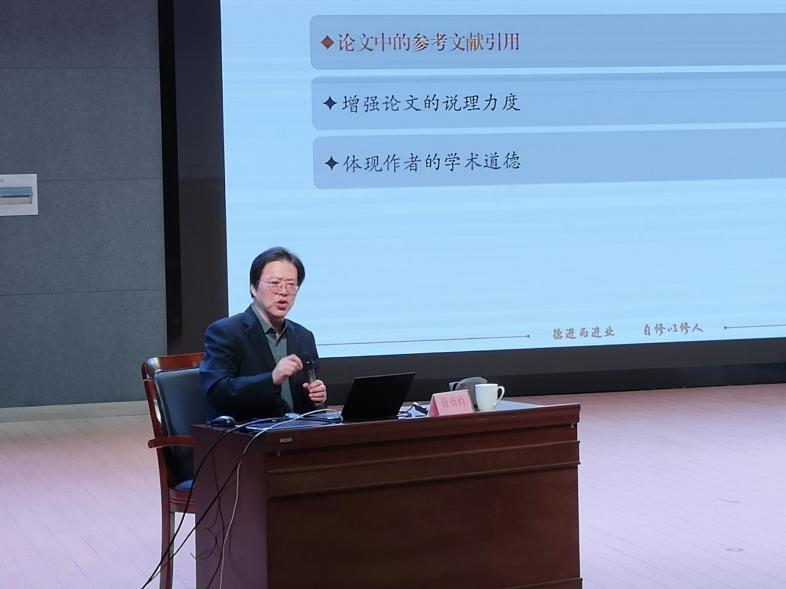 论文中的参考文献引用
增强论文的说理力度
体现作者的学术道德
德进而进业 自修以修人